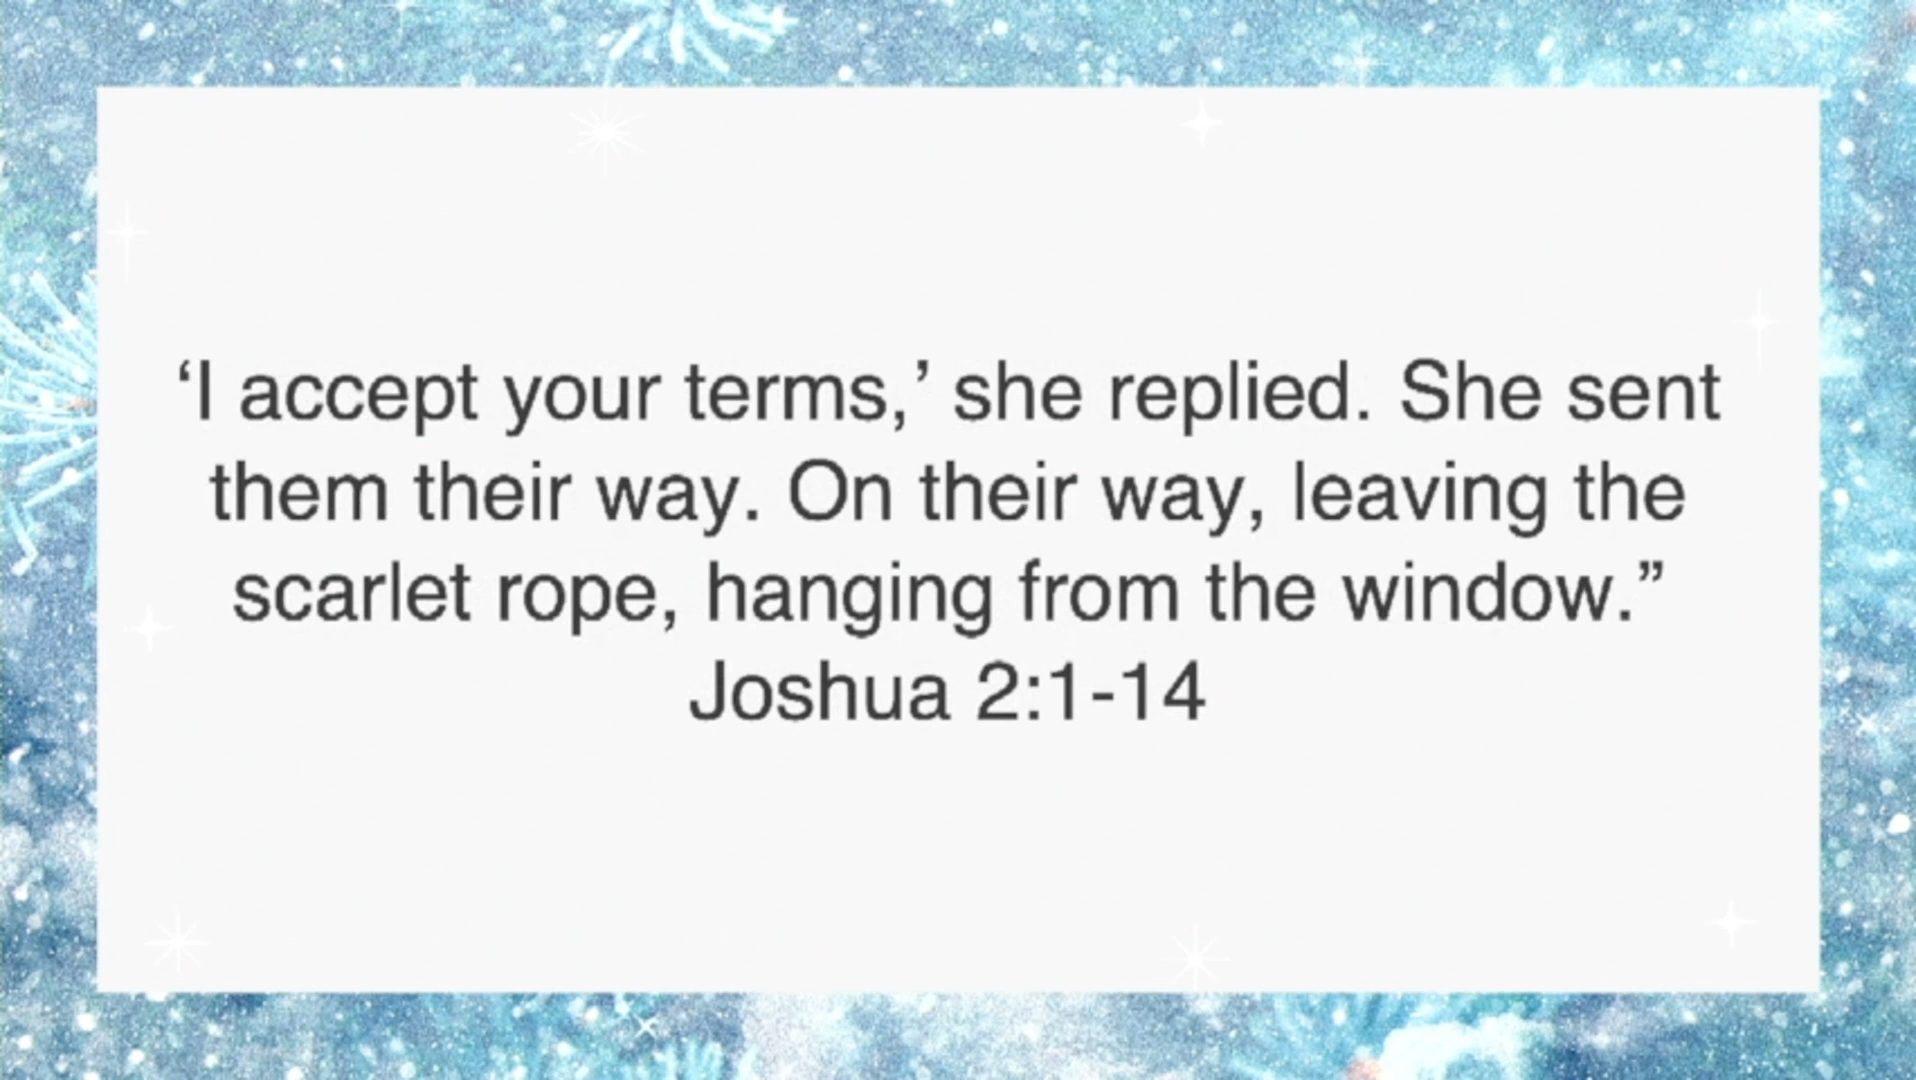 ‘I accept your terms,’ she replied. She sent
them their way. On their way, leaving the
scarlet rope, hanging from the window.”
Joshua 2:1-14